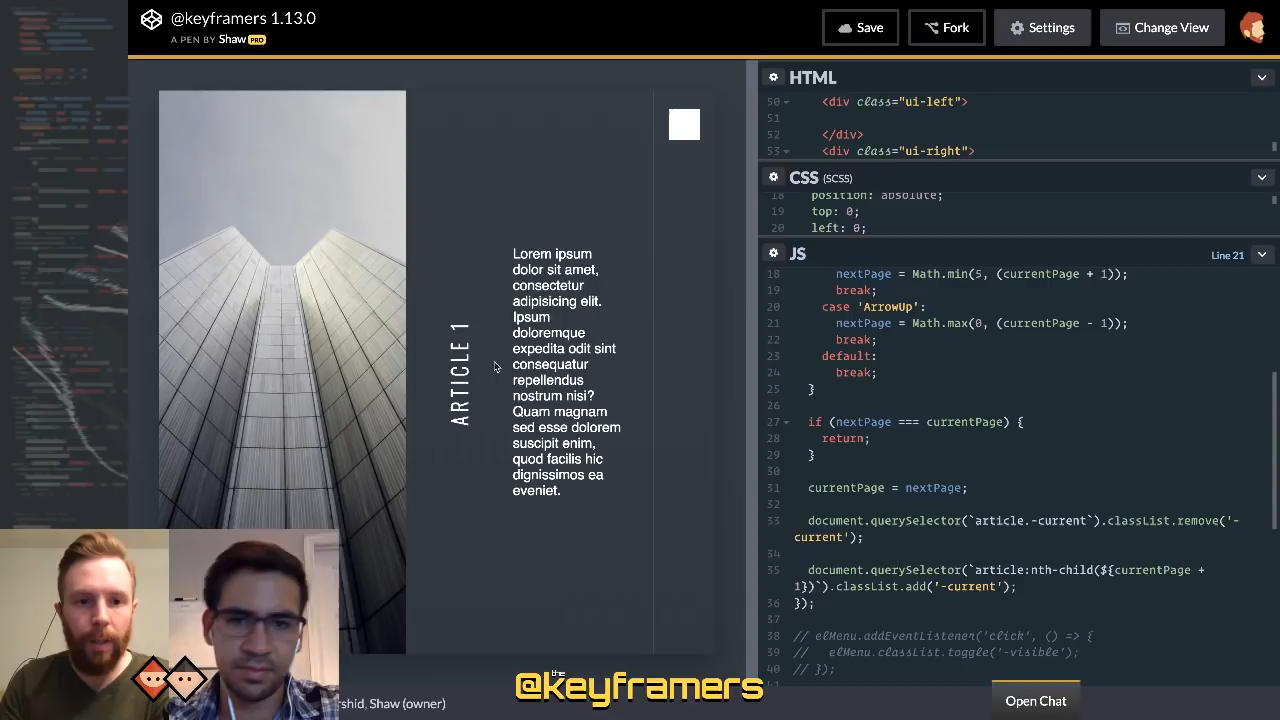 @keyframers 1.13.0
A PEN BY Shaw PRO
Save
Fork
Settings
Change View
HTML
50 <div class="ui-left">
51
52 </div>
53 <div class="ui-right">
CSS (SCSS)
18 position: absolute;
19 top: 0;
20 left: 0;
JS
Line 21
18 nextPage = Math.min(5, (currentPage + 1));
19 break;
20 case 'ArrowUp':
21 nextPage = Math.max(0, (currentPage - 1));
22 break;
23 default:
24 break;
25 }
26
27 if (nextPage === currentPage) {
28 return;
29 }
30
31 currentPage = nextPage;
32
33 document.querySelector(`article.-current`).classList.remove('-
current');
34
35 document.querySelector(`article:nth-child(${currentPage +
1})`).classList.add('-current');
36 });
37
38 // elMenu.addEventListener('click', () => {
39 // elMenu.classList.toggle('-visible');
40 // });
ARTICLE 1
Lorem ipsum
dolor sit amet,
consectetur
adipisicing elit.
Ipsum
doloremque
expedita odit sint
consequatur
repellendus
nostrum nisi?
Quam magnam
sed esse dolorem
suscipit enim,
quod facilis hic
dignissimos ea
eveniet.
the
@keyframers
Shaw (owner)
Open Chat